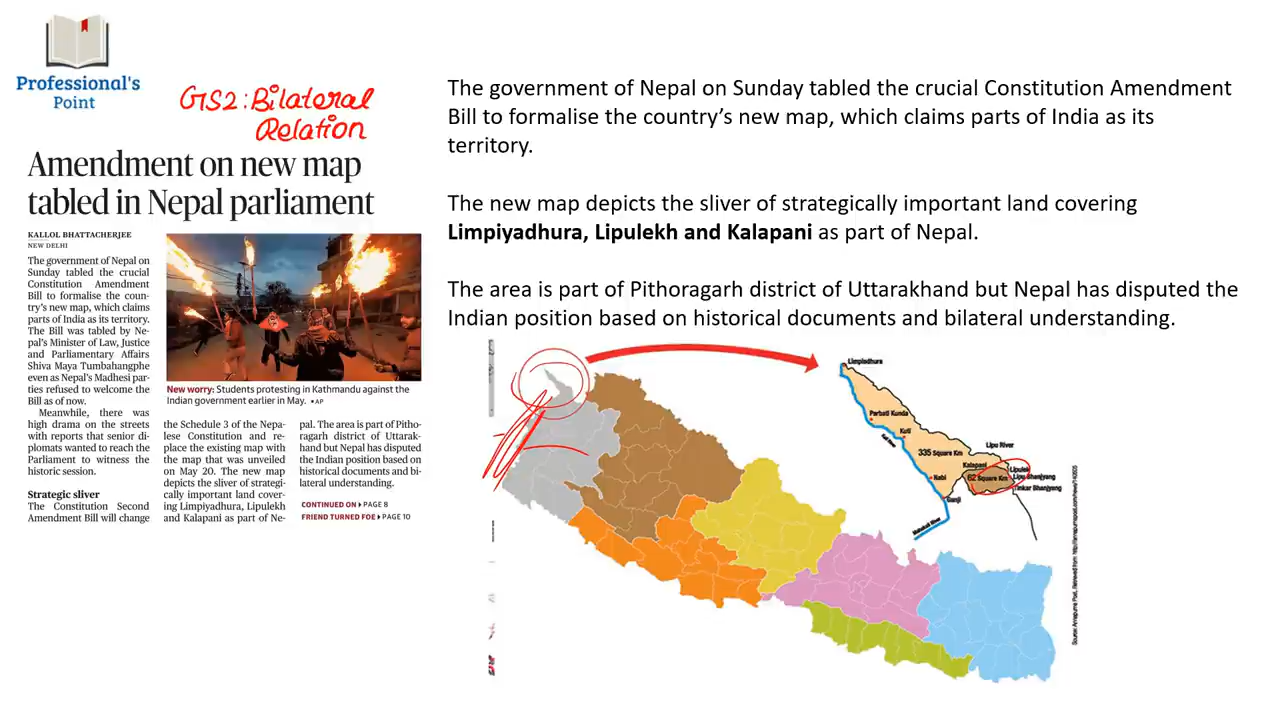 Professional's
Point
GS2: Bilateral
Relation
Amendment on new map
tabled in Nepal parliament
KALLOL BHATTACHERJEE
NEW DELHI
The government of Nepal on
Sunday tabled the crucial
Constitution Amendment
Bill to formalise the coun-
try's new map, which claims
parts of India as its territory.
The Bill was tabled by Ne-
pal's Minister of Law, Justice
and Parliamentary Affairs
Shiva Maya Tumbahangphe
even as Nepal's Madhesi par-
ties refused to welcome the
Bill as of now.
Meanwhile, there was
high drama on the streets
with reports that senior di-
plomats wanted to reach the
Parliament to witness the
historic session.
Strategic sliver
The Constitution Second
Amendment Bill will change
New worry: Students protesting in Kathmandu against the
Indian government earlier in May. • AP
the Schedule 3 of the Nepa-
lese Constitution and re-
place the existing map with
the map that was unveiled
on May 20. The new map
depicts the sliver of strategi-
cally important land cover-
ing Limpiyadhura, Lipulekh
and Kalapani as part of Ne-
pal. The area is part of Pitho-
ragarh district of Uttarak-
hand but Nepal has disputed
the Indian position based on
historical documents and bi-
lateral understanding.
CONTINUED ON ▸ PAGE 8
FRIEND TURNED FOE ▸ PAGE 10
The government of Nepal on Sunday tabled the crucial Constitution Amendment
Bill to formalise the country's new map, which claims parts of India as its
territory.
The new map depicts the sliver of strategically important land covering
Limpiyadhura, Lipulekh and Kalapani as part of Nepal.
The area is part of Pithoragarh district of Uttarakhand but Nepal has disputed the
Indian position based on historical documents and bilateral understanding.
Limpiadhura
Parbati Kunda
Kuti
Kali River
335 Square Km
Lipu River
Kalapani
Lipulek
62 Square Km
Lipu Bhanjyang
Nabi
Tinkar Bhanjyang
Gunji
Mahakali River
Source: Annapurna Post, Retrieved from: